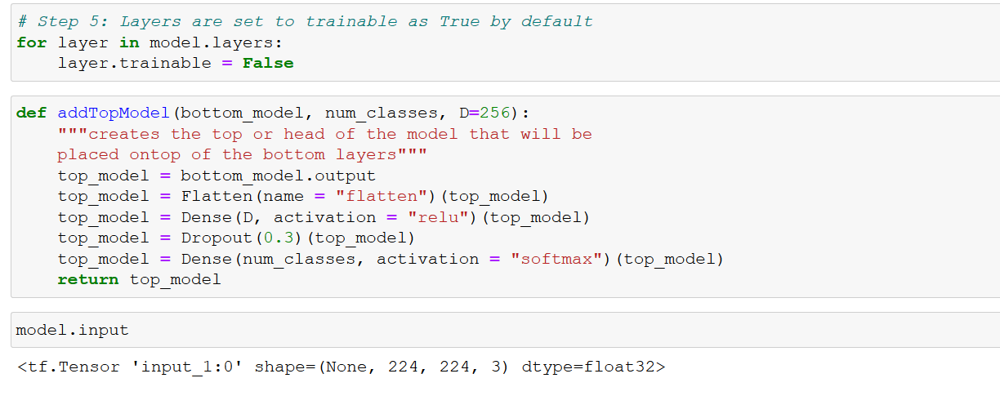 # Step 5: Layers are set to trainable as True by default
for layer in model.layers:
    layer.trainable = False
def addTopModel(bottom_model, num_classes, D=256):
    """creates the top or head of the model that will be
    placed ontop of the bottom layers"""
    top_model = bottom_model.output
    top_model = Flatten(name = "flatten")(top_model)
    top_model = Dense(D, activation = "relu")(top_model)
    top_model = Dropout(0.3)(top_model)
    top_model = Dense(num_classes, activation = "softmax")(top_model)
    return top_model
model.input
<tf.Tensor 'input_1:0' shape=(None, 224, 224, 3) dtype=float32>